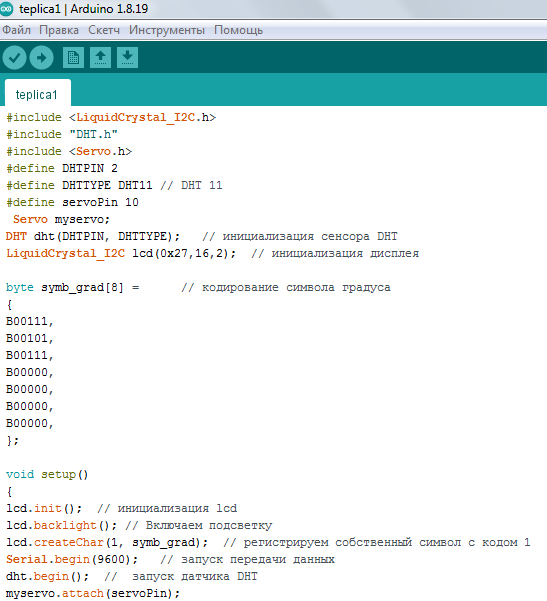 teplica1 | Arduino 1.8.19
Файл Правка Скетч Инструменты Помощь
teplica1
#include <LiquidCrystal_I2C.h>
#include "DHT.h"
#include <Servo.h>
#define DHTPIN 2
#define DHTTYPE DHT11 // DHT 11
#define servoPin 10
 Servo myservo;
DHT dht(DHTPIN, DHTTYPE);   // инициализация сенсора DHT
LiquidCrystal_I2C lcd(0x27,16,2);  // инициализация дисплея
byte symb_grad[8] =      // кодирование символа градуса
{
B00111,
B00101,
B00111,
B00000,
B00000,
B00000,
B00000,
};
void setup()
{
lcd.init();  // инициализация lcd
lcd.backlight(); // Включаем подсветку
lcd.createChar(1, symb_grad);  // регистрируем собственный символ с кодом 1
Serial.begin(9600);   // запуск передачи данных
dht.begin();  //  запуск датчика DHT
myservo.attach(servoPin);